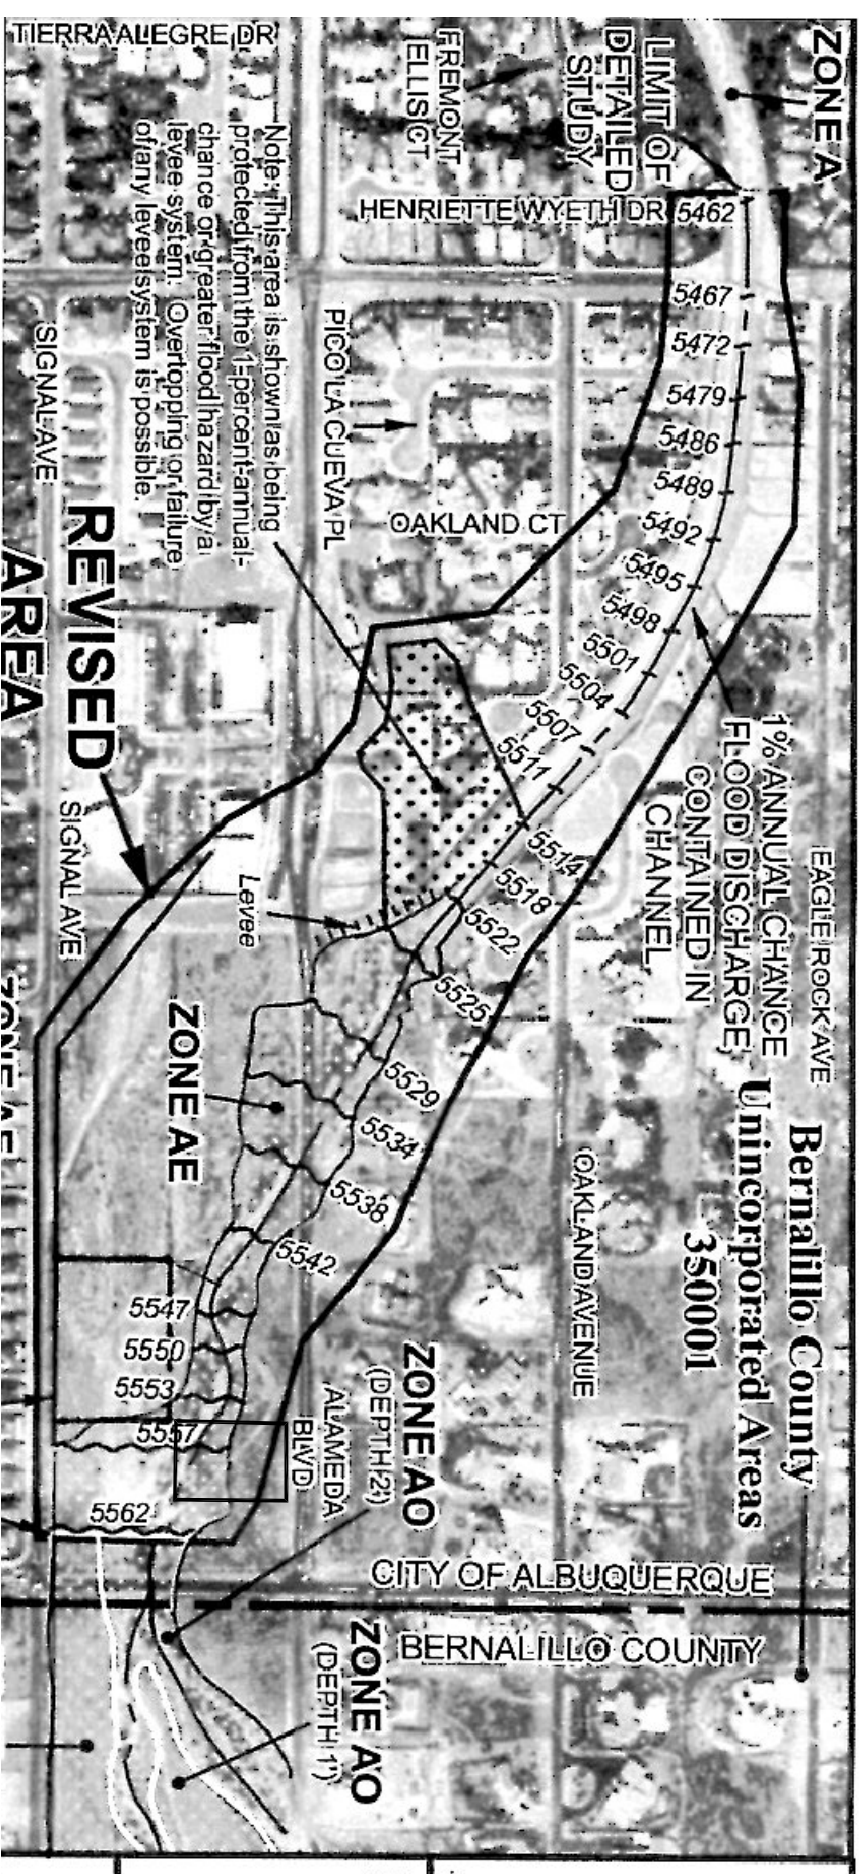 TIERRA ALEGRE DR
FREMONT
ELLIS CT
LIMIT OF
DETAILED
STUDY
ZONE A
HENRIETTE WYETH DR
5462
5467
5472
5479
5486
5489
5492
5495
5498
5501
5504
5507
5511
5514
5518
5522
5525
5529
5534
5538
5542
5547
5550
5553
5557
5562
Note: This area is shown as being
protected from the 1-percent-annual-
chance or greater flood hazard by a
levee system. Overtopping or failure
of any levee system is possible.
PICO LA CUEVA PL
OAKLAND CT
SIGNAL AVE
REVISED
AREA
SIGNAL AVE
Levee
1% ANNUAL CHANCE
FLOOD DISCHARGE
CONTAINED IN
CHANNEL
EAGLE ROCK AVE
Bernalillo County
Unincorporated Areas
350001
ZONE AE
ZONE AE
OAKLAND AVENUE
ALAMEDA
BLVD
ZONE AO
(DEPTH 2')
CITY OF ALBUQUERQUE
BERNALILLO COUNTY
ZONE AO
(DEPTH 1')